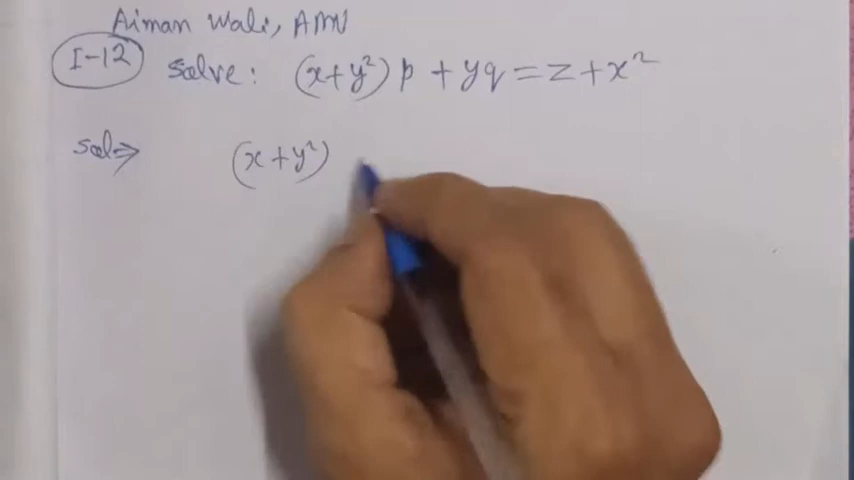 Aiman Wali, AMU
I-12 Solve: (x+y²)p + yq = z + x²
Sol⇒ (x+y²)